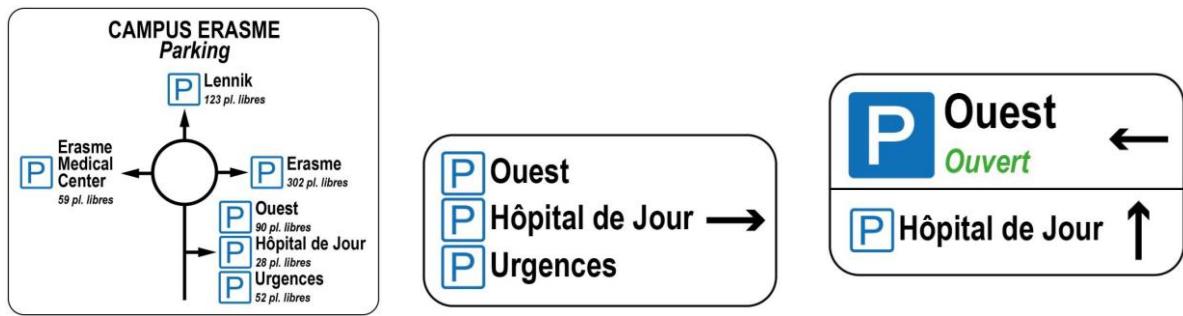 CAMPUS ERASME
Parking
P Lennik
123 pl. libres
P Erasme
Medical
Center
59 pl. libres
P Erasme
302 pl. libres
P Ouest
90 pl. libres
P Hôpital de Jour
28 pl. libres
P Urgences
52 pl. libres
P Ouest
P Hôpital de Jour
P Urgences
P Ouest
Ouvert
P Hôpital de Jour